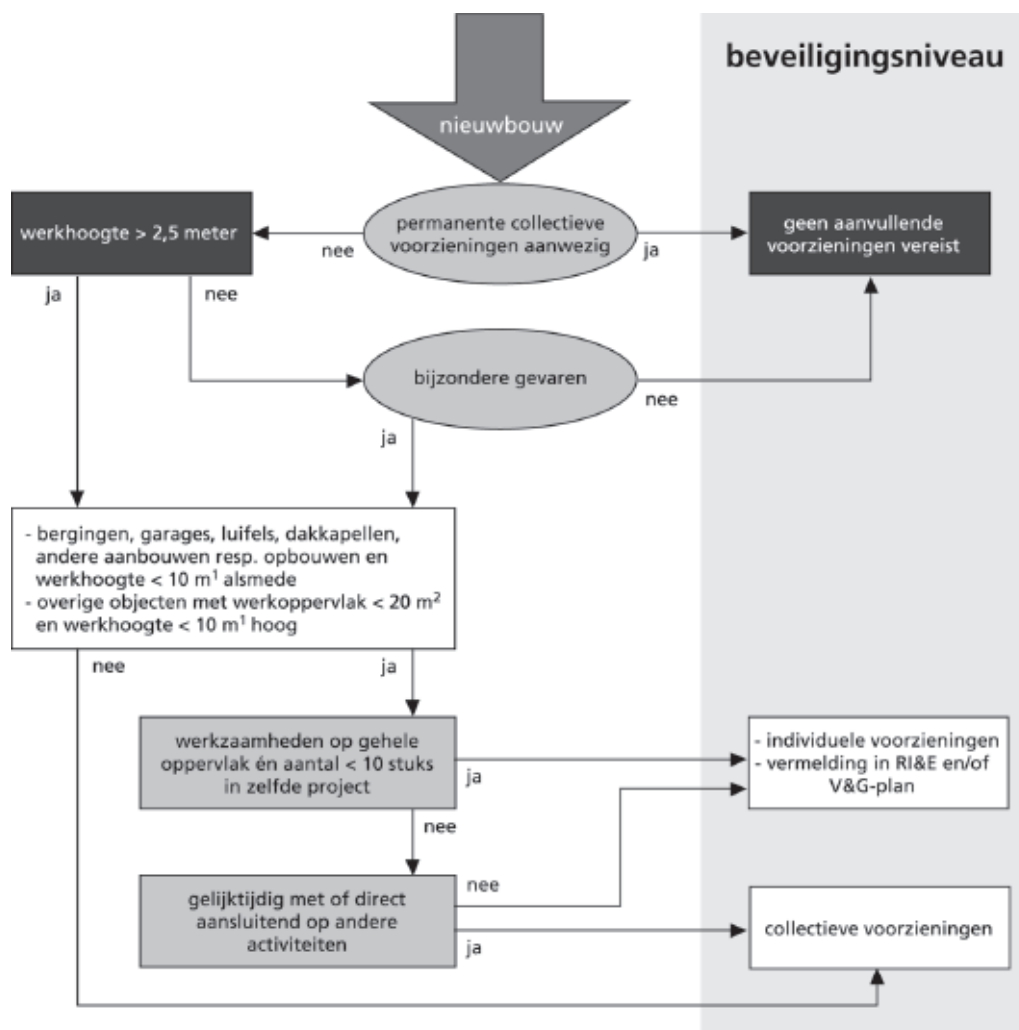 beveiligingsniveau
nieuwbouw
werkhoogte > 2,5 meter
permanente collectieve
voorzieningen aanwezig
geen aanvullende
voorzieningen vereist
nee
ja
ja
nee
bijzondere gevaren
nee
ja
- bergingen, garages, luifels, dakkapellen,
andere aanbouwen resp. opbouwen en
werkhoogte < 10 m¹ alsmede
- overige objecten met werkoppervlak < 20 m²
en werkhoogte < 10 m¹ hoog
nee
ja
werkzaamheden op gehele
oppervlak én aantal < 10 stuks
in zelfde project
- individuele voorzieningen
- vermelding in RI&E en/of
V&G-plan
ja
nee
gelijktijdig met of direct
aansluitend op andere
activiteiten
nee
ja
collectieve voorzieningen